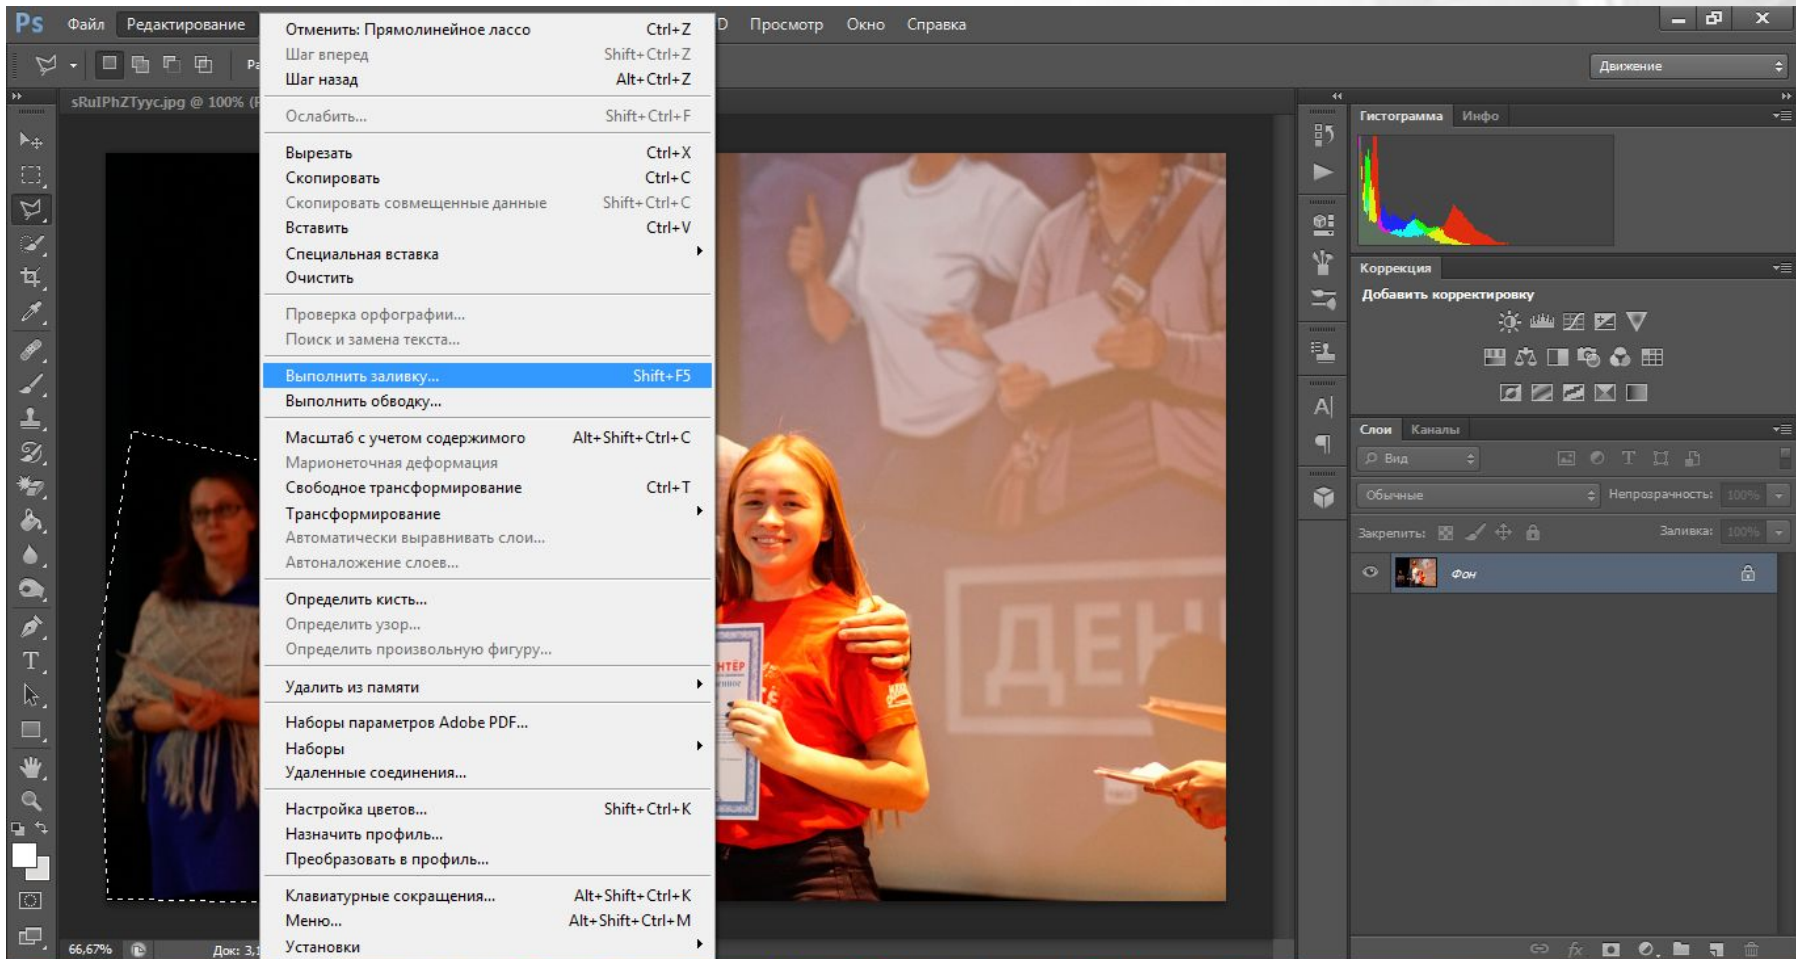 Ps Файл Редактирование D Просмотр Окно Справка
Движение
sRuIPhZTyyc.jpg @ 100%
Отменить: Прямолинейное лассо Ctrl+Z
Шаг вперед Shift+Ctrl+Z
Шаг назад Alt+Ctrl+Z
Ослабить... Shift+Ctrl+F
Вырезать Ctrl+X
Скопировать Ctrl+C
Скопировать совмещенные данные Shift+Ctrl+C
Вставить Ctrl+V
Специальная вставка
Очистить
Проверка орфографии...
Поиск и замена текста...
Выполнить заливку... Shift+F5
Выполнить обводку...
Масштаб с учетом содержимого Alt+Shift+Ctrl+C
Марионеточная деформация
Свободное трансформирование Ctrl+T
Трансформирование
Автоматически выравнивать слои...
Автоналожение слоев...
Определить кисть...
Определить узор...
Определить произвольную фигуру...
Удалить из памяти
Наборы параметров Adobe PDF...
Наборы
Удаленные соединения...
Настройка цветов... Shift+Ctrl+K
Назначить профиль...
Преобразовать в профиль...
Клавиатурные сокращения... Alt+Shift+Ctrl+K
Меню... Alt+Shift+Ctrl+M
Установки
ДЕН
НТЁР
66,67% Док: 3,1
Гистограмма Инфо
Коррекция
Добавить корректировку
Слои Каналы
Вид
Обычные Непрозрачность: 100%
Закрепить: Заливка: 100%
Фон
fx